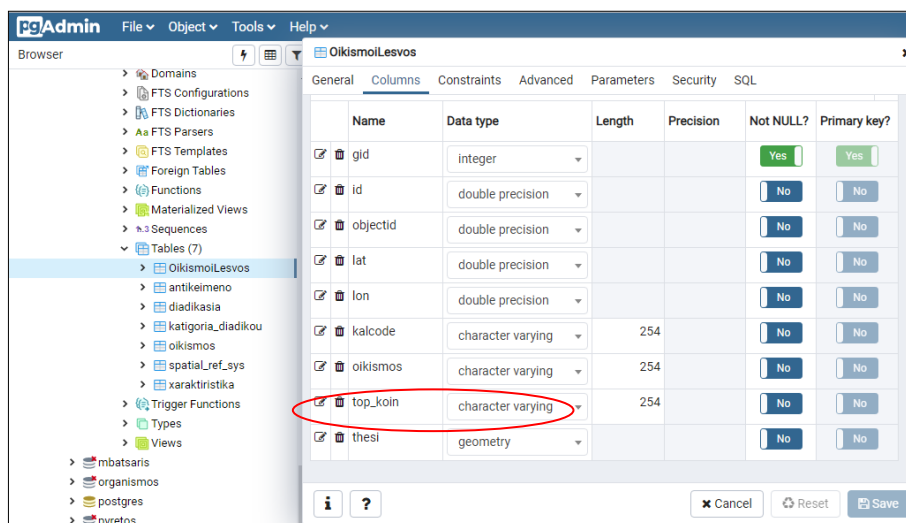 pgAdmin File Object Tools Help
Browser
Domains
FTS Configurations
FTS Dictionaries
Aa FTS Parsers
FTS Templates
Foreign Tables
Functions
Materialized Views
1..3 Sequences
Tables (7)
OikismoiLesvos
antikeimeno
diadikasia
katigoria_diadikou
oikismos
spatial_ref_sys
xaraktiristika
Trigger Functions
Types
Views
mbatsaris
organismos
postgres
pyretos
OikismoiLesvos
General Columns Constraints Advanced Parameters Security SQL
Name Data type Length Precision Not NULL? Primary key?
gid integer Yes Yes
id double precision No No
objectid double precision No No
lat double precision No No
lon double precision No No
kalcode character varying 254 No No
oikismos character varying 254 No No
top_koin character varying 254 No No
thesi geometry No No
i ? Cancel Reset Save